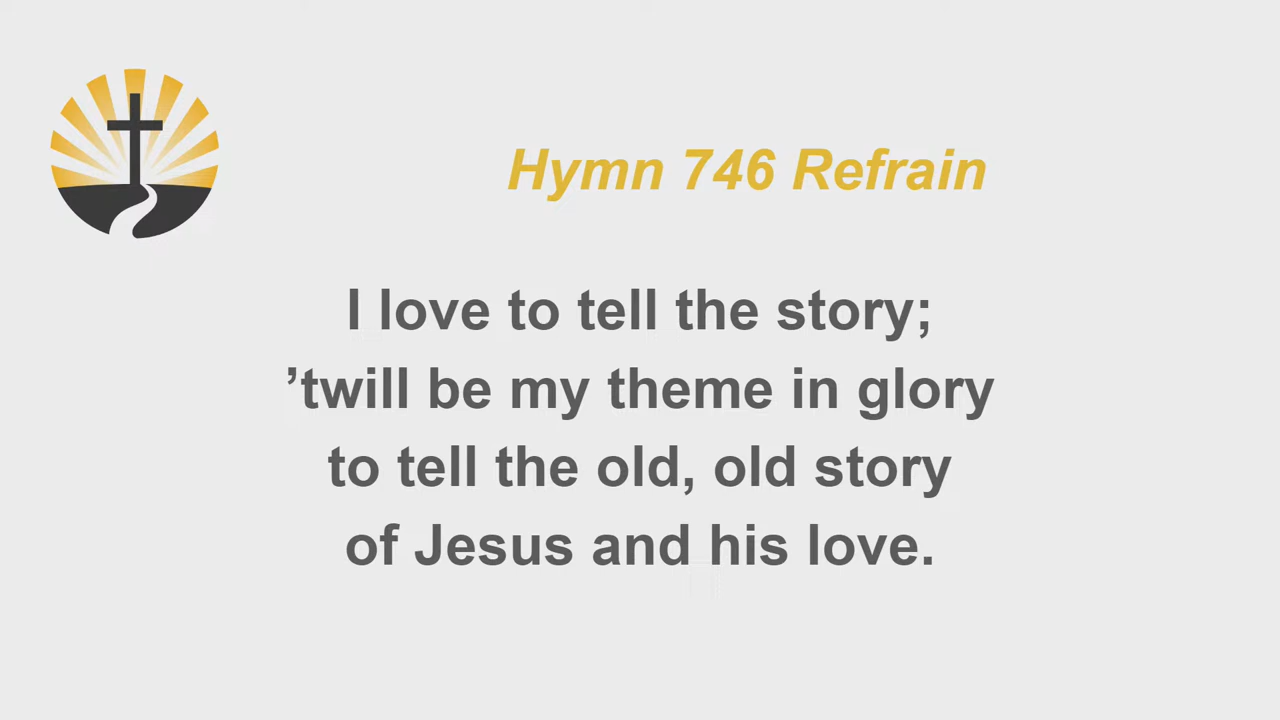 Hymn 746 Refrain
I love to tell the story;
’twill be my theme in glory
to tell the old, old story
of Jesus and his love.